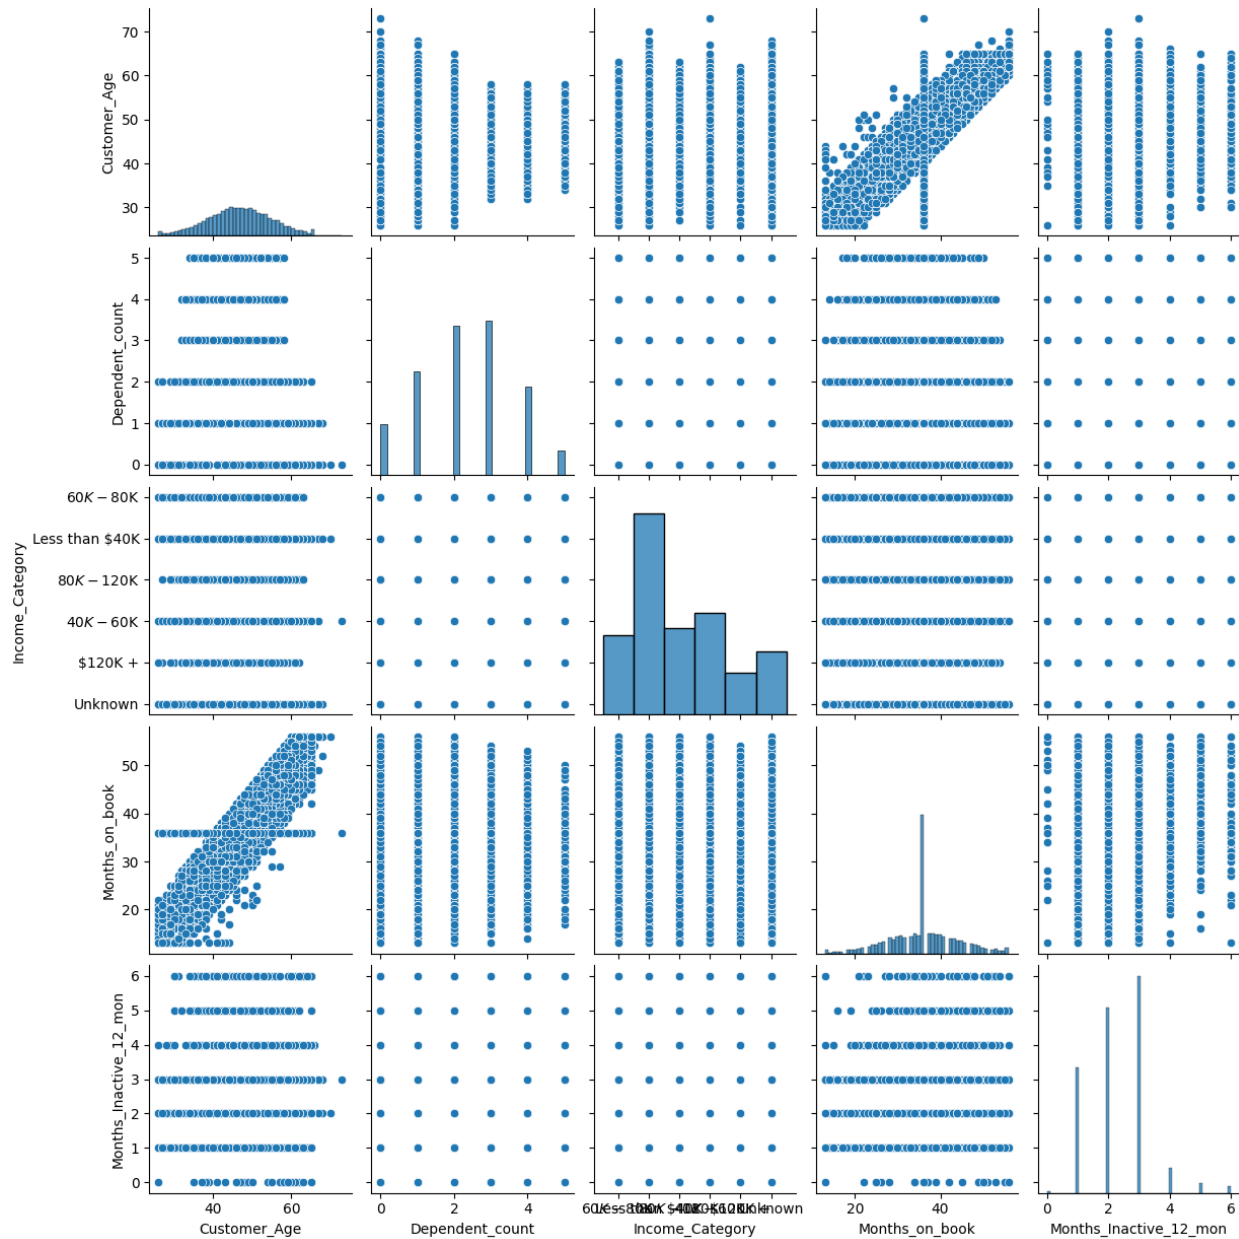 70
60
50
40
30
Customer_Age
5
4
3
2
1
0
Dependent_count
60K − 80K
Less than $40K
80K − 120K
40K − 60K
$120K +
Unknown
Income_Category
50
40
30
20
Months_on_book
6
5
4
3
2
1
0
Months_Inactive_12_mon
40 60
0 2 4
Unknown
20 40
0 2 4 6
Customer_Age
Dependent_count
Income_Category
Months_on_book
Months_Inactive_12_mon